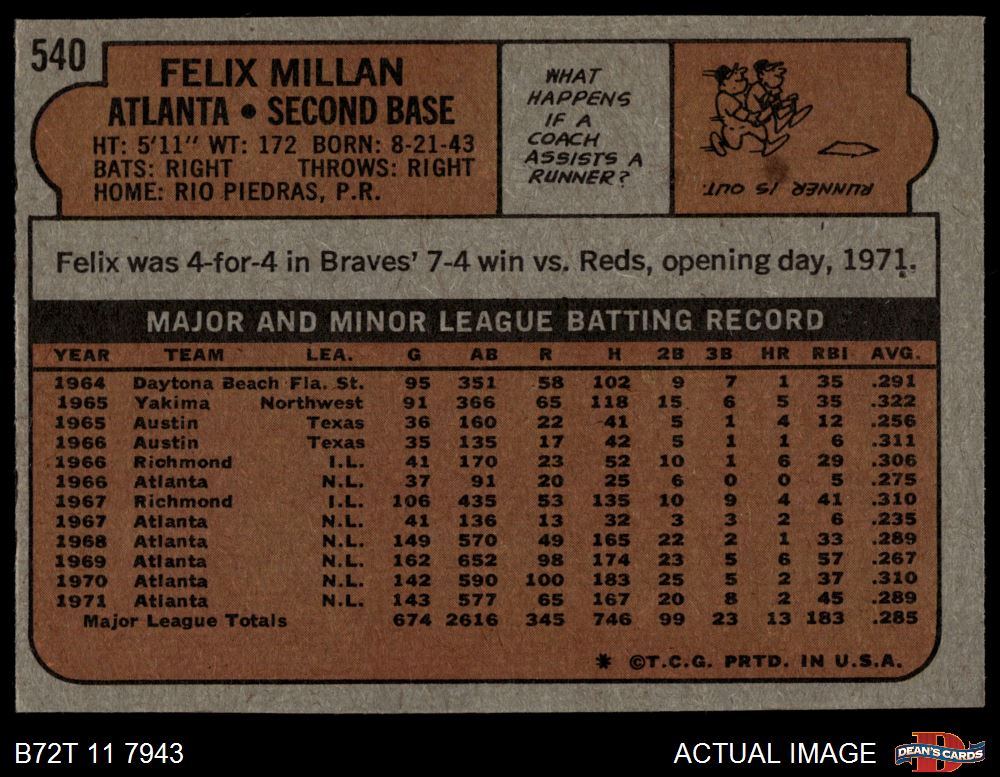 540
FELIX MILLAN
ATLANTA • SECOND BASE
HT: 5'11" WT: 172 BORN: 8-21-43
BATS: RIGHT THROWS: RIGHT
HOME: RIO PIEDRAS, P.R.
WHAT
HAPPENS
IF A
COACH
ASSISTS A
RUNNER?
RUNNER IS OUT.
Felix was 4-for-4 in Braves' 7-4 win vs. Reds, opening day, 1971.
MAJOR AND MINOR LEAGUE BATTING RECORD
YEAR TEAM LEA. G AB R H 2B 3B HR RBI AVG.
1964 Daytona Beach Fla. St. 95 351 58 102 9 7 1 35 .291
1965 Yakima Northwest 91 366 65 118 15 6 5 35 .322
1965 Austin Texas 36 160 22 41 5 1 4 12 .256
1966 Austin Texas 35 135 17 42 5 1 1 6 .311
1966 Richmond I.L. 41 170 23 52 10 1 6 29 .306
1966 Atlanta N.L. 37 91 20 25 6 0 0 5 .275
1967 Richmond I.L. 106 435 53 135 10 9 4 41 .310
1967 Atlanta N.L. 41 136 13 32 3 3 2 6 .235
1968 Atlanta N.L. 149 570 49 165 22 2 1 33 .289
1969 Atlanta N.L. 162 652 98 174 23 5 6 57 .267
1970 Atlanta N.L. 142 590 100 183 25 5 2 37 .310
1971 Atlanta N.L. 143 577 65 167 20 8 2 45 .289
Major League Totals 674 2616 345 746 99 23 13 183 .285
* ©T.C.G. PRTD. IN U.S.A.
B72T 11 7943
ACTUAL IMAGE
D
DEAN'S CARDS